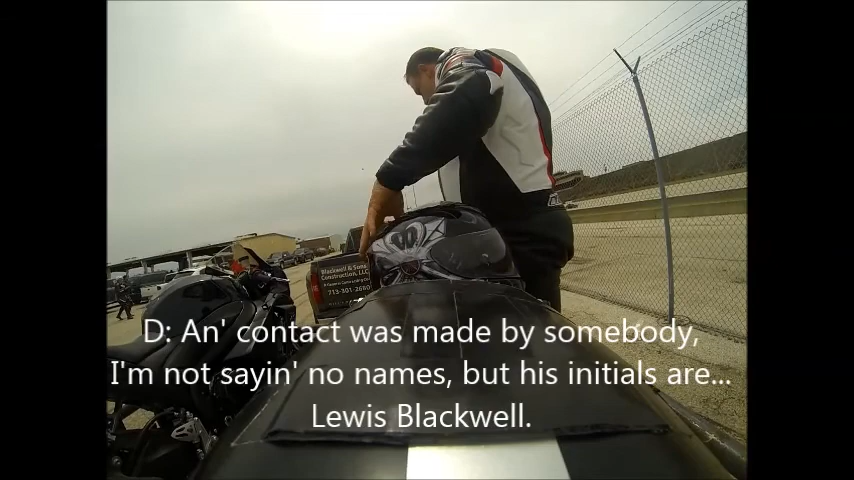 Blackwell & Sons
Construction, LLC
713-301-2680
D: An' contact was made by somebody,
I'm not sayin' no names, but his initials are...
Lewis Blackwell.